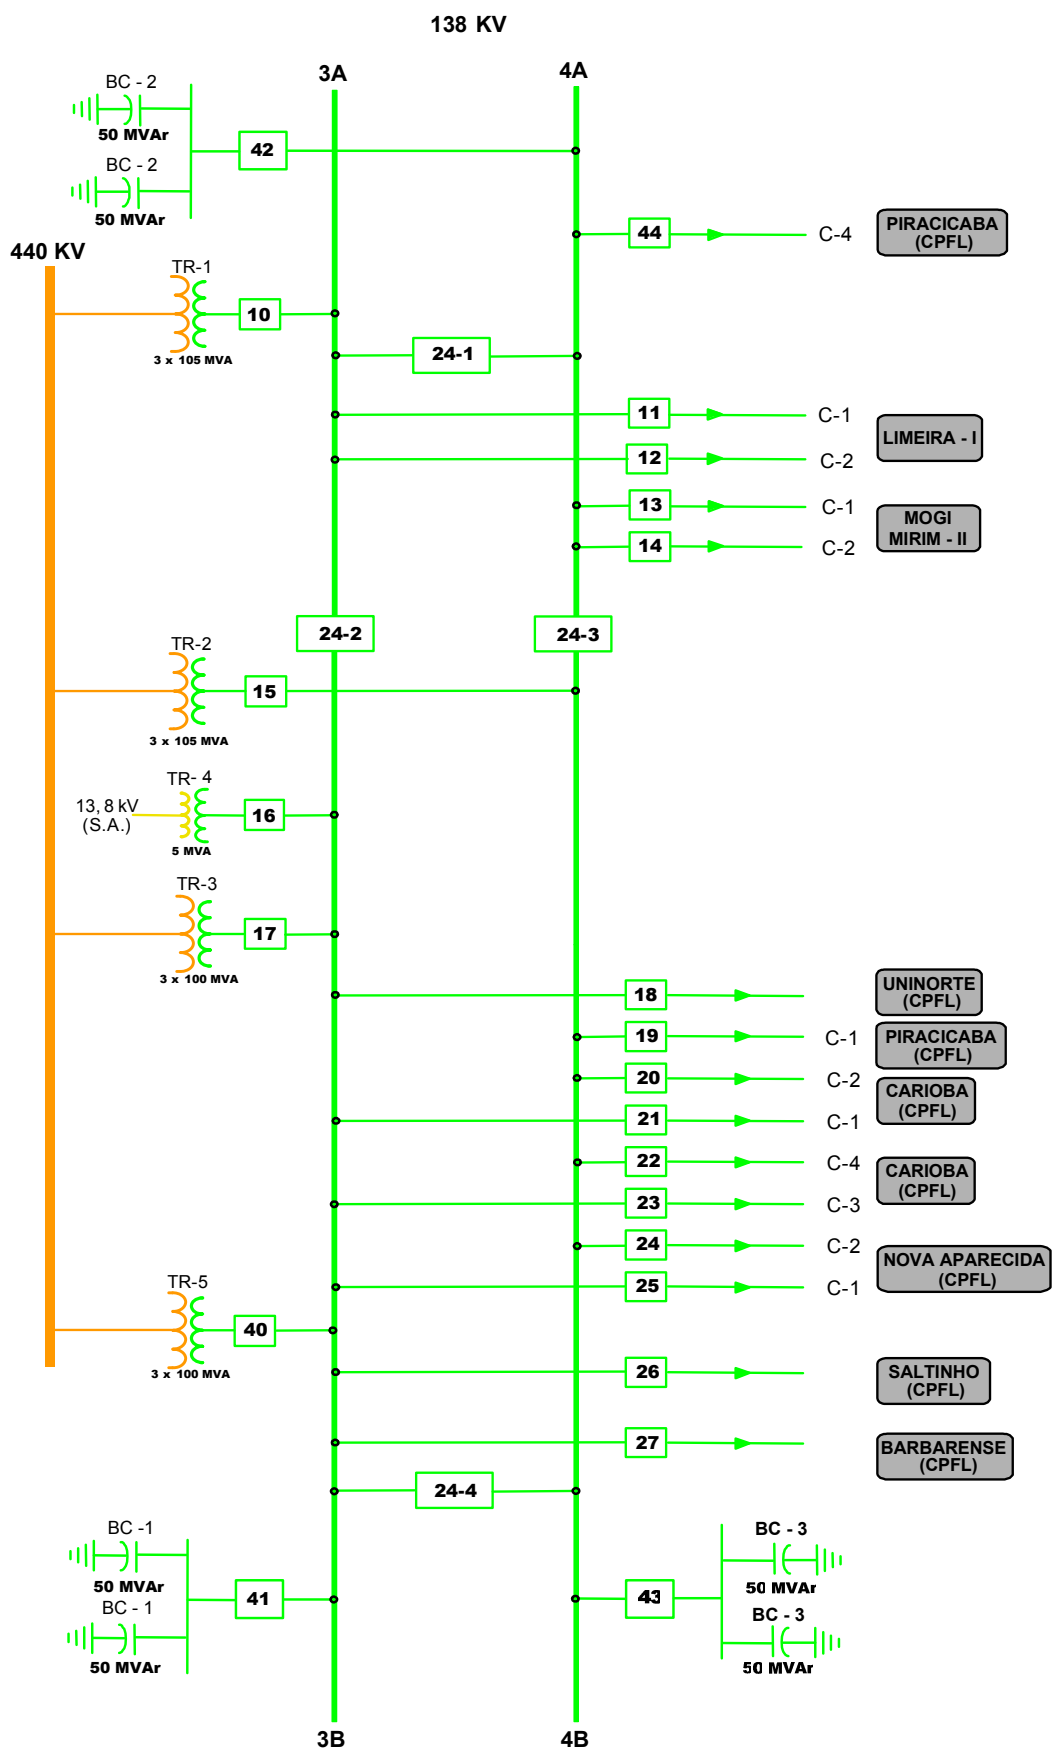 138 KV
3A
4A
BC - 2
50 MVAr
42
BC - 2
50 MVAr
44
C-4
PIRACICABA
(CPFL)
440 KV
TR-1
10
3 x 105 MVA
24-1
11
C-1
LIMEIRA - I
12
C-2
13
C-1
MOGI
MIRIM - II
14
C-2
24-2
24-3
TR-2
15
3 x 105 MVA
TR- 4
13, 8 kV
(S.A.)
16
5 MVA
TR-3
17
3 x 100 MVA
18
UNINORTE
(CPFL)
19
C-1
PIRACICABA
(CPFL)
20
C-2
CARIOBA
(CPFL)
21
C-1
22
C-4
CARIOBA
(CPFL)
23
C-3
24
C-2
NOVA APARECIDA
(CPFL)
25
C-1
TR-5
40
3 x 100 MVA
26
SALTINHO
(CPFL)
27
BARBARENSE
(CPFL)
24-4
BC -1
50 MVAr
41
BC - 1
50 MVAr
BC - 3
50 MVAr
43
BC - 3
50 MVAr
3B
4B